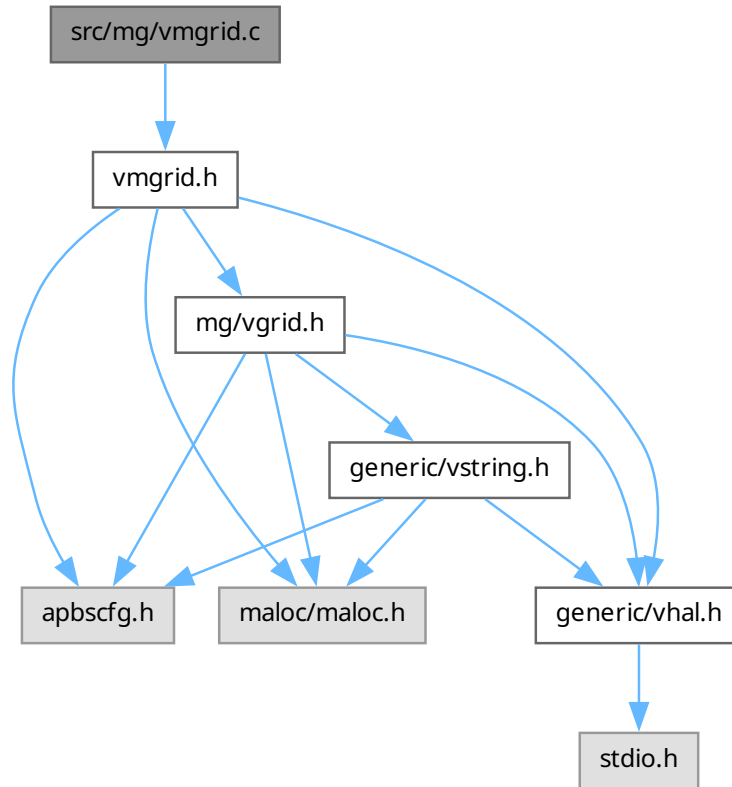 src/mg/vmgrid.c
vmgrid.h
mg/vgrid.h
generic/vstring.h
apbscfg.h
maloc/maloc.h
generic/vhal.h
stdio.h